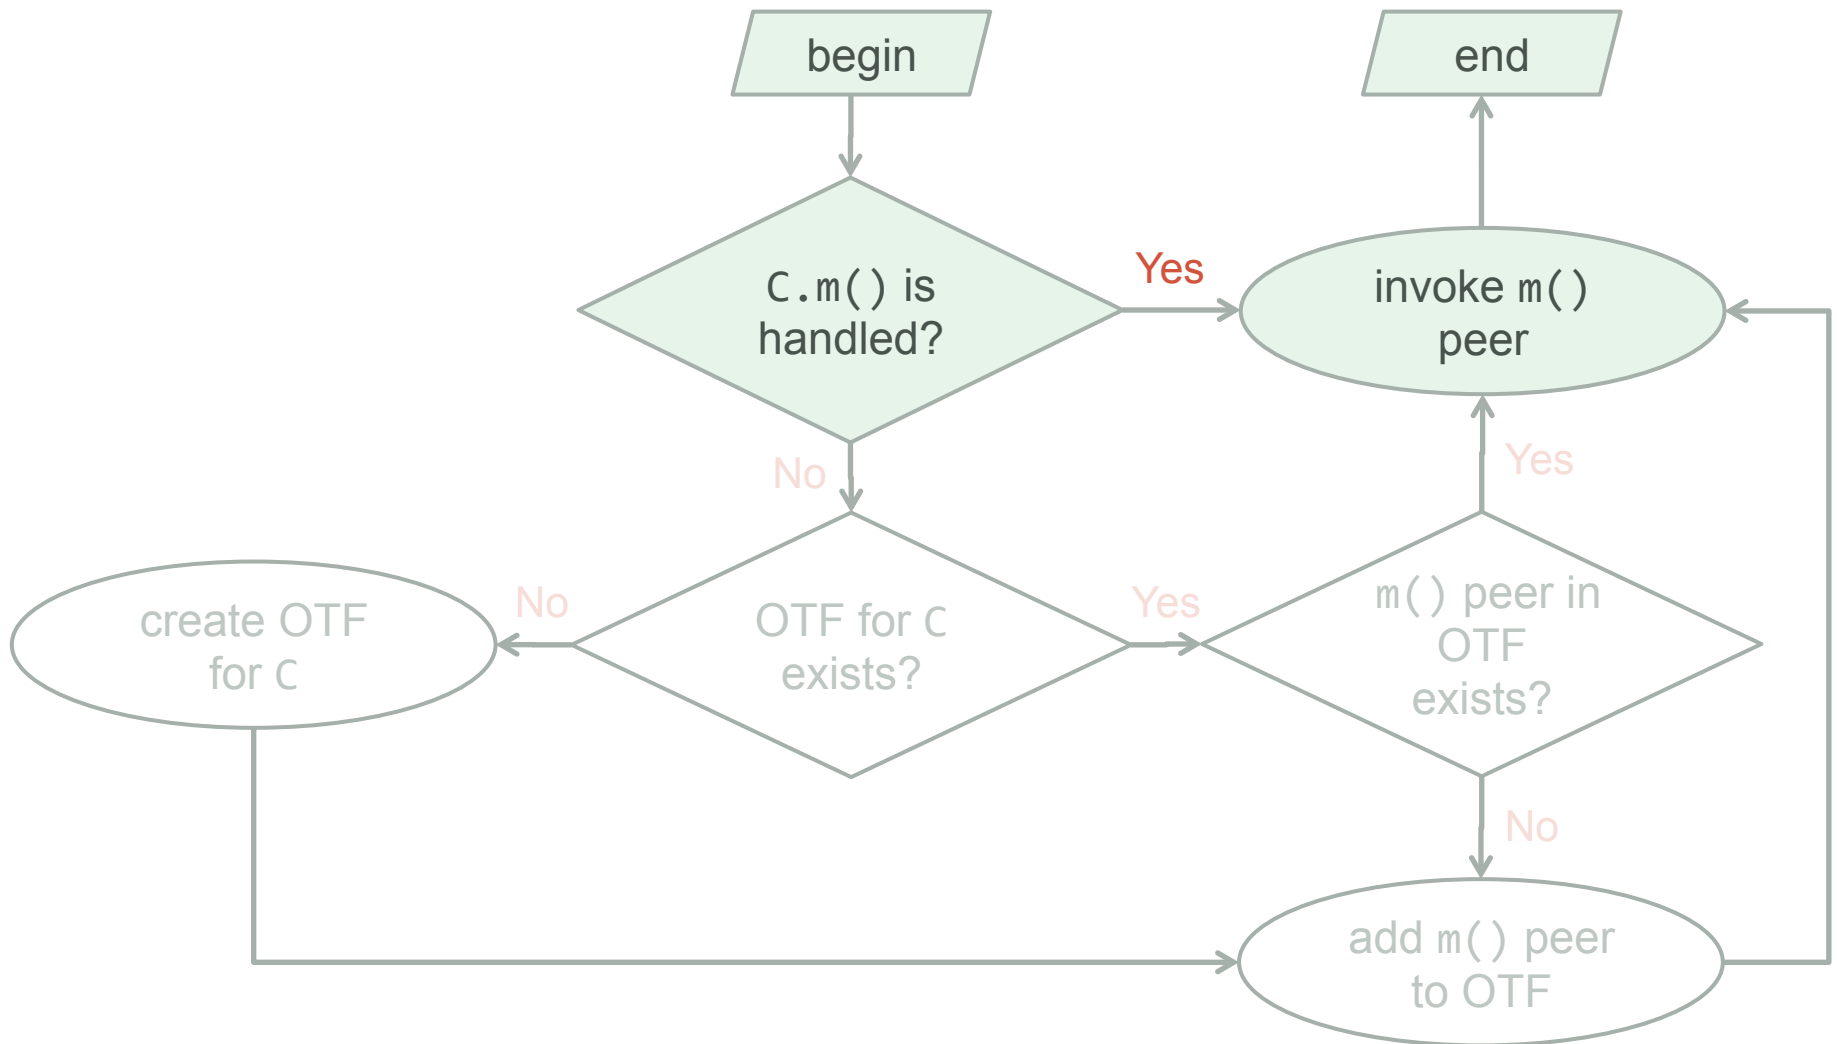 begin
end
C.m() is
handled?
Yes
invoke m()
peer
No
Yes
create OTF
for C
No
OTF for C
exists?
Yes
m() peer in
OTF
exists?
No
add m() peer
to OTF